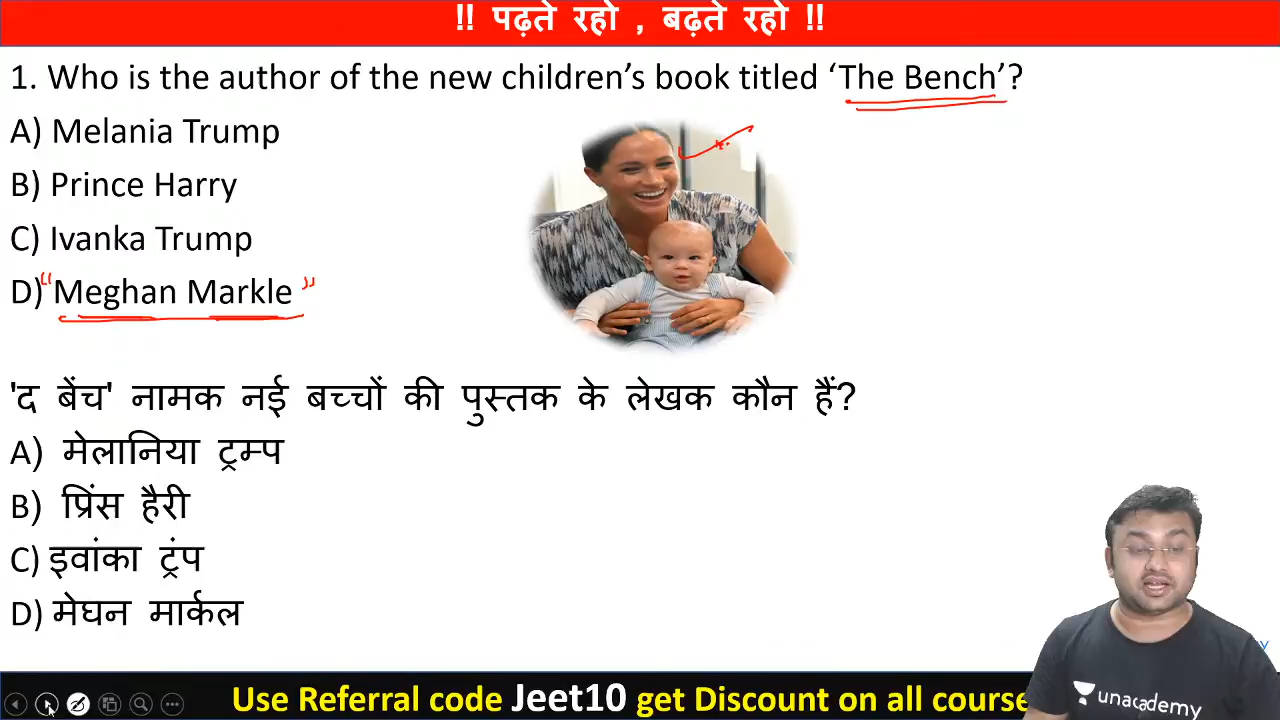 !! पढ़ते रहो , बढ़ते रहो !!
1. Who is the author of the new children’s book titled ‘The Bench’?
A) Melania Trump
B) Prince Harry
C) Ivanka Trump
D) “Meghan Markle”
'द बेंच' नामक नई बच्चों की पुस्तक के लेखक कौन हैं?
A) मेलानिया ट्रम्प
B) प्रिंस हैरी
C) इवांका ट्रंप
D) मेघन मार्कल
unacademy
Use Referral code Jeet10 get Discount on all course